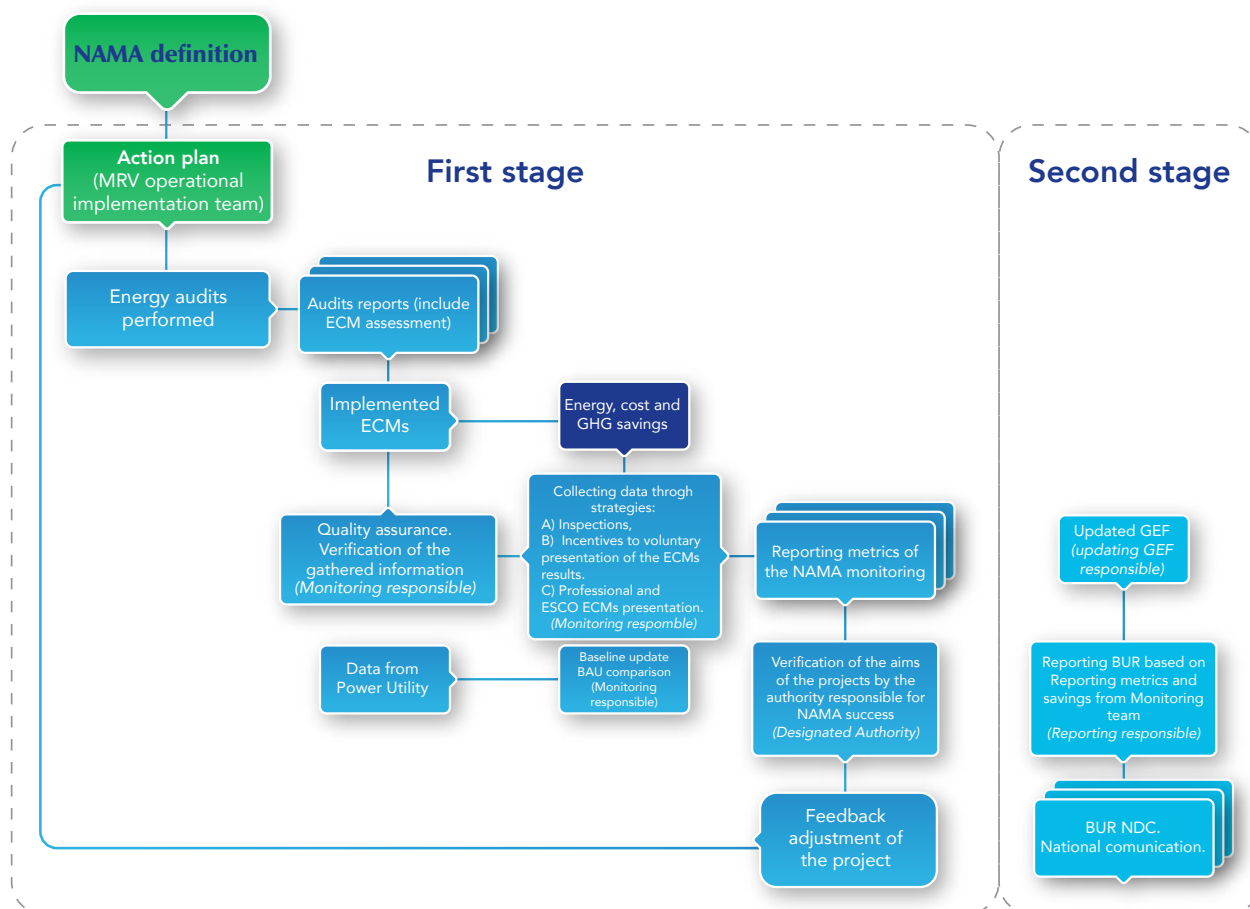 NAMA definition
First stage
Second stage
Action plan
(MRV operational
implementation team)
Energy audits
performed
Audits reports (include
ECM assessment)
Implemented
ECMs
Energy, cost and
GHG savings
Quality assurance.
Verification of the
gathered information
(Monitoring responsible)
Collecting data throgh
strategies:
A) Inspections,
B) Incentives to voluntary
presentation of the ECMs
results.
C) Professional and
ESCO ECMs presentation.
(Monitoring respomble)
Reporting metrics of
the NAMA monitoring
Data from
Power Utility
Baseline update
BAU comparison
(Monitoring
responsible)
Verification of the aims
of the projects by the
authority responsible for
NAMA success
(Designated Authority)
Feedback
adjustment of
the project
Updated GEF
(updating GEF
responsible)
Reporting BUR based on
Reporting metrics and
savings from Monitoring
team
(Reporting responsible)
BUR NDC.
National comunication.